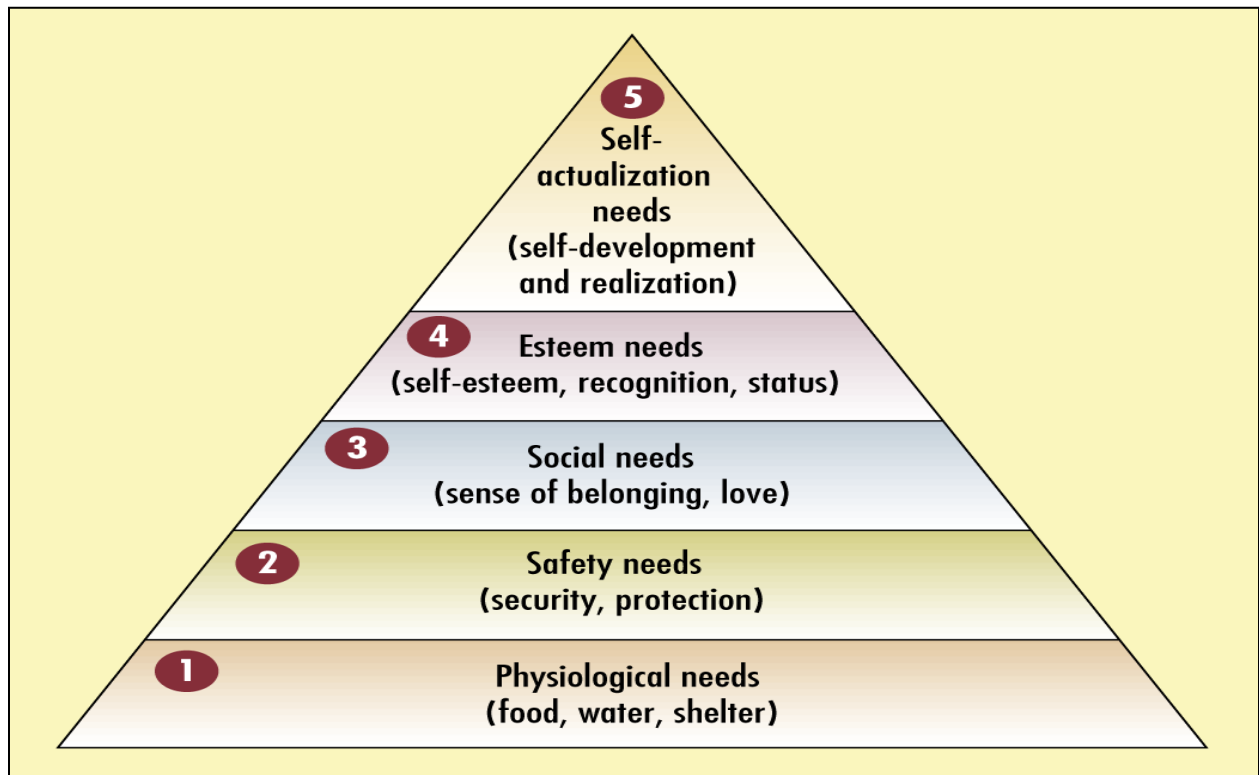 5
Self-
actualization
needs
(self-development
and realization)
4
Esteem needs
(self-esteem, recognition, status)
3
Social needs
(sense of belonging, love)
2
Safety needs
(security, protection)
1
Physiological needs
(food, water, shelter)